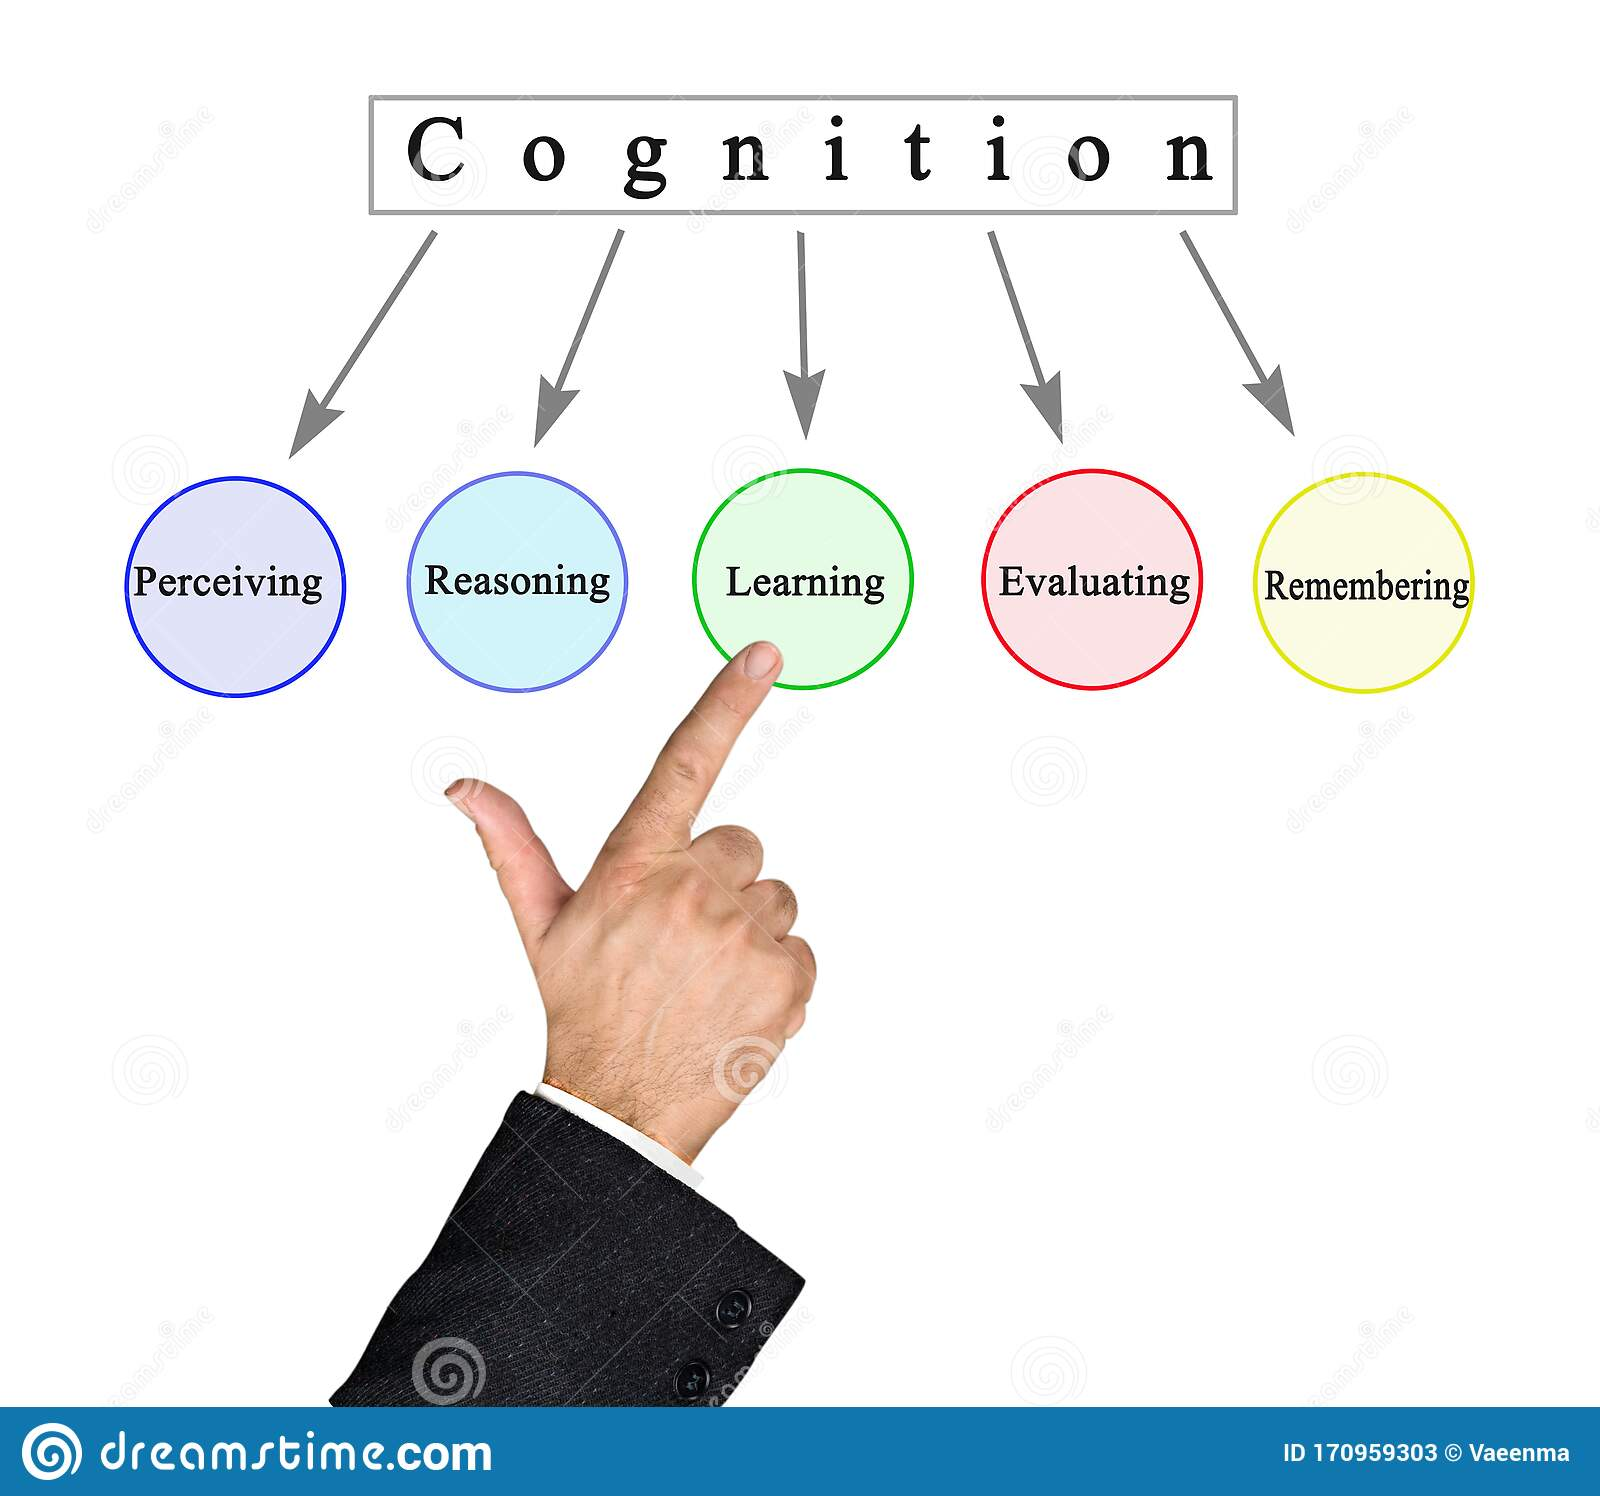 Cognition
Perceiving
Reasoning
Learning
Evaluating
Remembering
dreamstime.com
ID 170959303 © Vaeenma